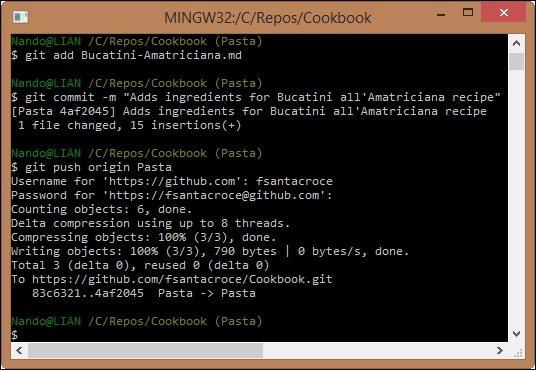 MINGW32:/C/Repos/Cookbook
Nando@LIAN /C/Repos/Cookbook (Pasta)
$ git add Bucatini-Amatriciana.md
Nando@LIAN /C/Repos/Cookbook (Pasta)
$ git commit -m "Adds ingredients for Bucatini all'Amatriciana recipe"
[Pasta 4af2045] Adds ingredients for Bucatini all'Amatriciana recipe
 1 file changed, 15 insertions(+)
Nando@LIAN /C/Repos/Cookbook (Pasta)
$ git push origin Pasta
Username for 'https://github.com': fsantacroce
Password for 'https://fsantacroce@github.com':
Counting objects: 6, done.
Delta compression using up to 8 threads.
Compressing objects: 100% (3/3), done.
Writing objects: 100% (3/3), 790 bytes | 0 bytes/s, done.
Total 3 (delta 0), reused 0 (delta 0)
To https://github.com/fsantacroce/Cookbook.git
   83c6321..4af2045  Pasta -> Pasta
Nando@LIAN /C/Repos/Cookbook (Pasta)
$